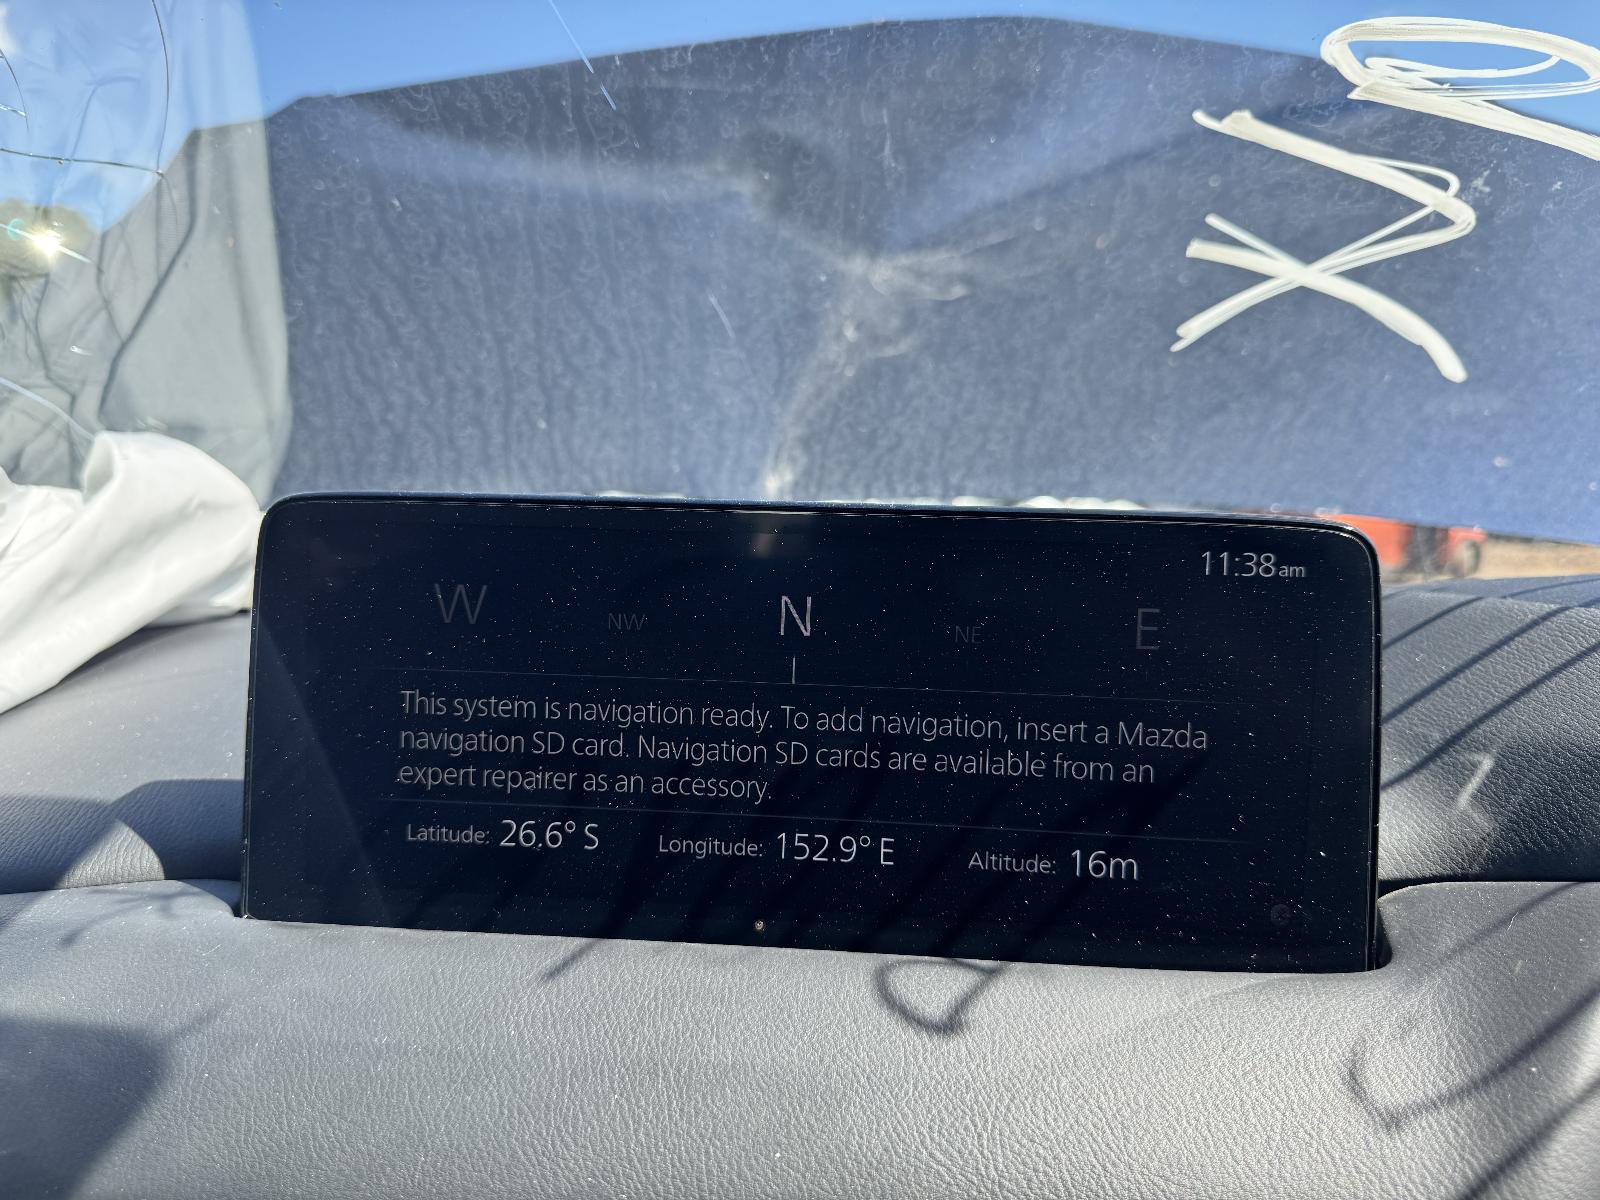 11:38am
W NW N NE E
This system is navigation ready. To add navigation, insert a Mazda
navigation SD card. Navigation SD cards are available from an
expert repairer as an accessory.
Latitude: 26.6° S Longitude: 152.9° E Altitude: 16m